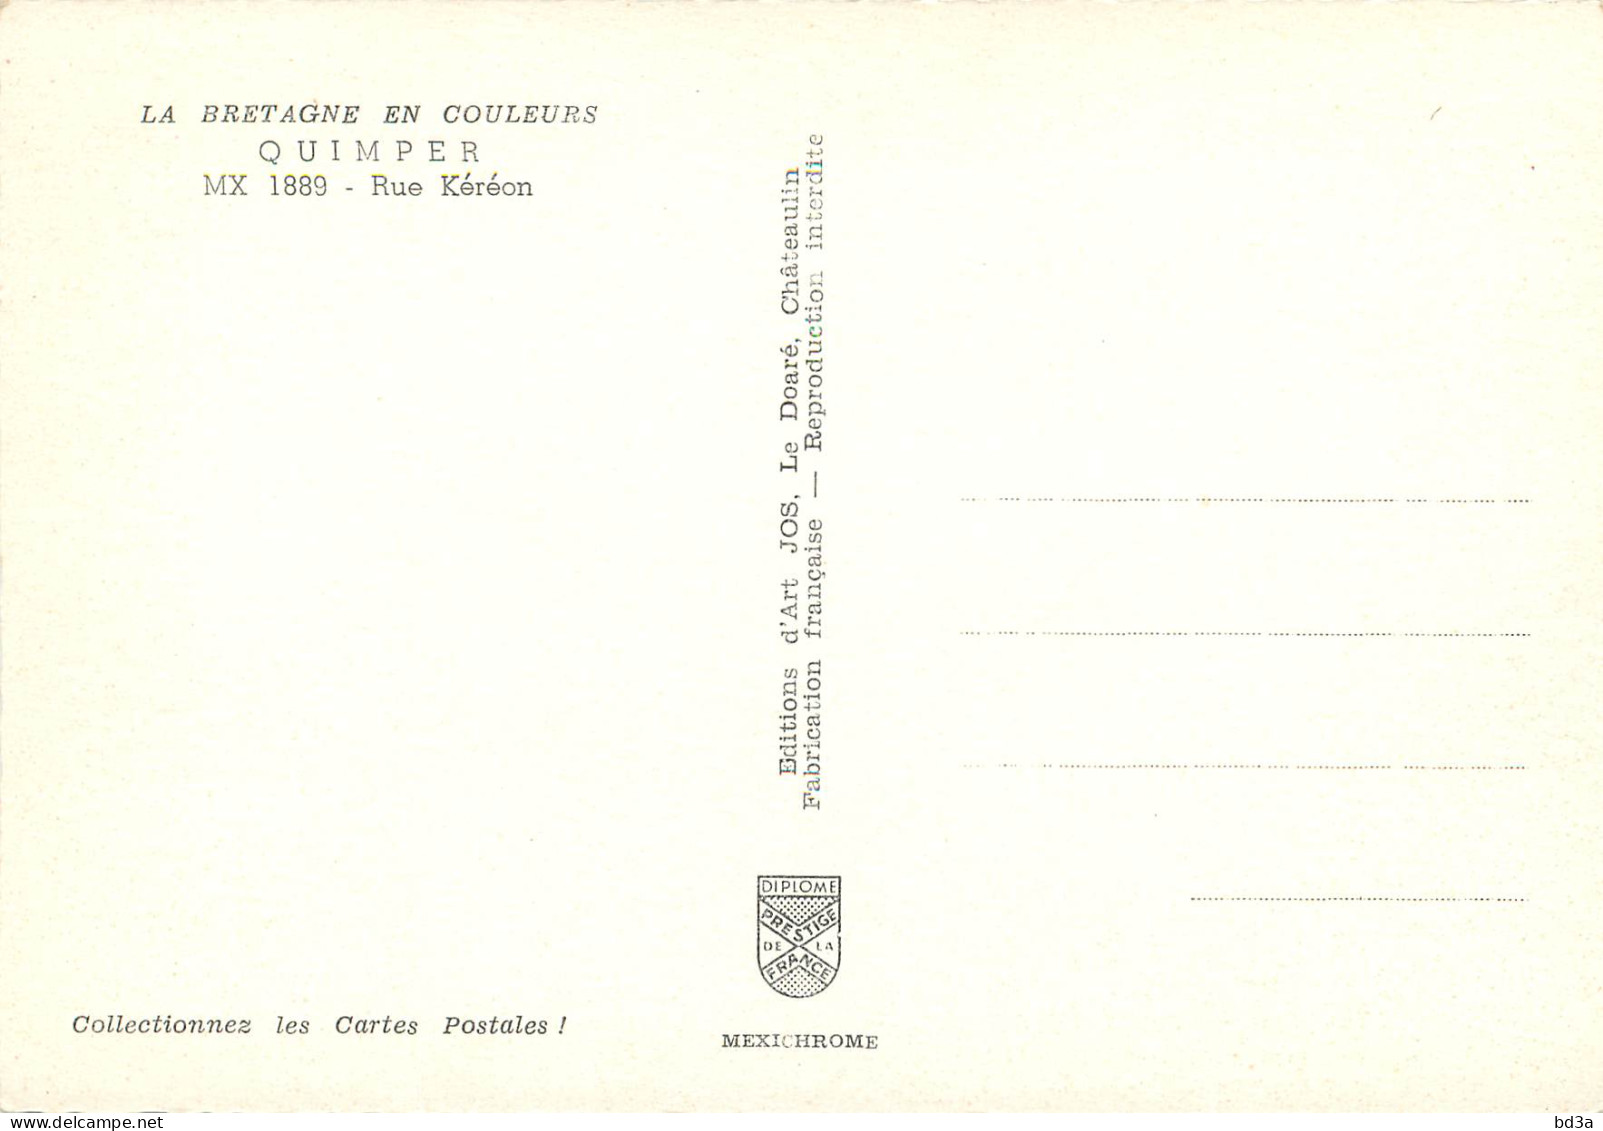 LA BRETAGNE EN COULEURS
QUIMPER
MX 1889 - Rue Kéréon
Editions d'Art JOS, Le Doaré, Châteaulin
Fabrication française — Reproduction interdite
DIPLOME
PRESTIGE
DE LA
FRANCE
Collectionnez les Cartes Postales !
MEXICHROME
delcampe.net
bd3a